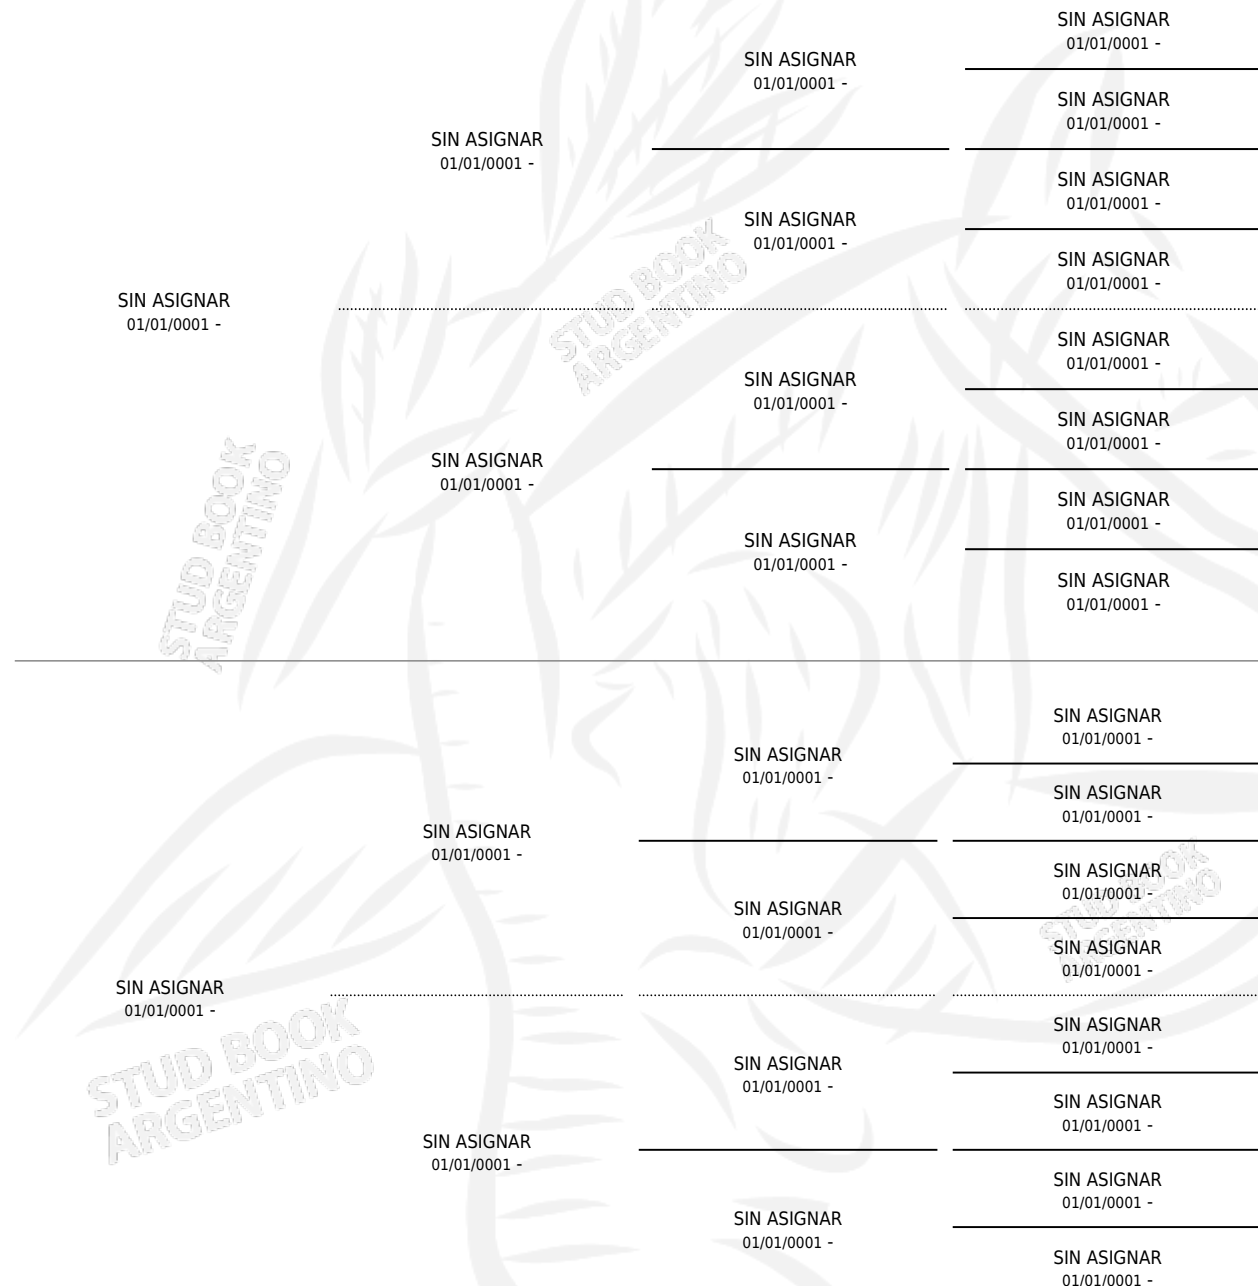 SIN ASIGNAR
01/01/0001 -
SIN ASIGNAR
01/01/0001 -
SIN ASIGNAR
01/01/0001 -
SIN ASIGNAR
01/01/0001 -
SIN ASIGNAR
01/01/0001 -
SIN ASIGNAR
01/01/0001 -
SIN ASIGNAR
01/01/0001 -
SIN ASIGNAR
01/01/0001 -
SIN ASIGNAR
01/01/0001 -
SIN ASIGNAR
01/01/0001 -
SIN ASIGNAR
01/01/0001 -
SIN ASIGNAR
01/01/0001 -
SIN ASIGNAR
01/01/0001 -
SIN ASIGNAR
01/01/0001 -
SIN ASIGNAR
01/01/0001 -
STUD BOOK
ARGENTINO
STUD BOOK
ARGENTINO
SIN ASIGNAR
01/01/0001 -
SIN ASIGNAR
01/01/0001 -
SIN ASIGNAR
01/01/0001 -
SIN ASIGNAR
01/01/0001 -
SIN ASIGNAR
01/01/0001 -
SIN ASIGNAR
01/01/0001 -
SIN ASIGNAR
01/01/0001 -
SIN ASIGNAR
01/01/0001 -
SIN ASIGNAR
01/01/0001 -
SIN ASIGNAR
01/01/0001 -
SIN ASIGNAR
01/01/0001 -
SIN ASIGNAR
01/01/0001 -
SIN ASIGNAR
01/01/0001 -
SIN ASIGNAR
01/01/0001 -
SIN ASIGNAR
01/01/0001 -
STUD BOOK
ARGENTINO
STUD BOOK
ARGENTINO